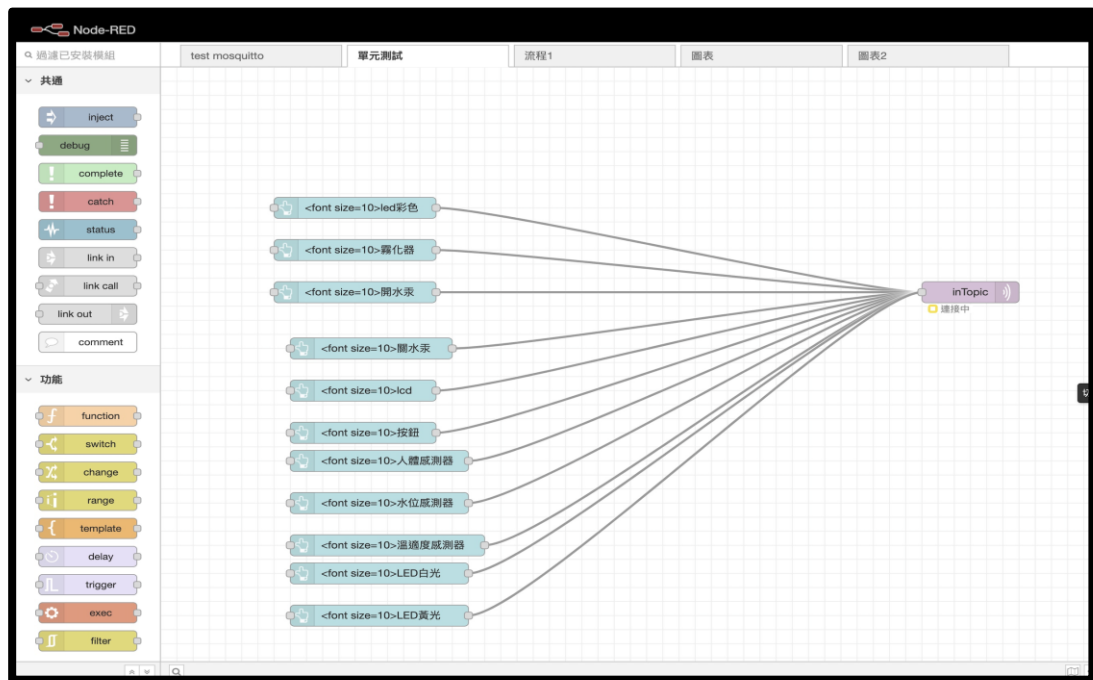 Node-RED
過濾已安裝模組
test mosquitto
單元測試
流程1
圖表
圖表2
共通
inject
debug
complete
catch
status
link in
link call
link out
comment
功能
function
switch
change
range
template
delay
trigger
exec
filter
<font size=10>led彩色
<font size=10>霧化器
<font size=10>開水汞
<font size=10>關水汞
<font size=10>lcd
<font size=10>按鈕
<font size=10>人體感測器
<font size=10>水位感測器
<font size=10>溫適度感測器
<font size=10>LED白光
<font size=10>LED黃光
inTopic
連接中